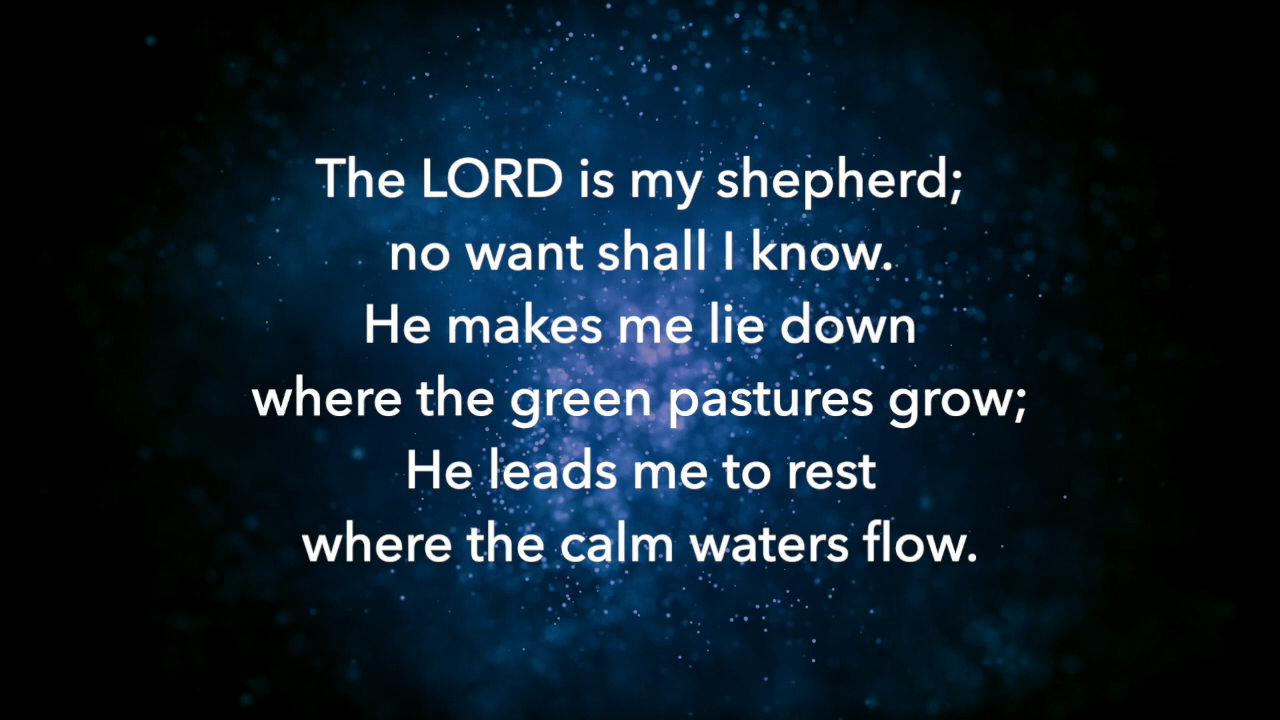 The LORD is my shepherd;
no want shall I know.
He makes me lie down
where the green pastures grow;
He leads me to rest
where the calm waters flow.